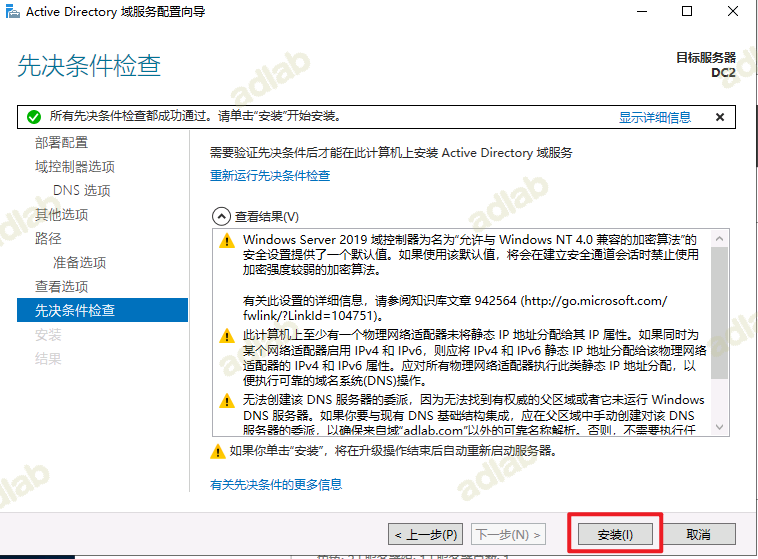 Active Directory 域服务配置向导
先决条件检查
目标服务器
DC2
所有先决条件检查都成功通过。请单击“安装”开始安装。
显示详细信息
部署配置
域控制器选项
DNS 选项
其他选项
路径
准备选项
查看选项
先决条件检查
安装
结果
需要验证先决条件后才能在此计算机上安装 Active Directory 域服务
重新运行先决条件检查
查看结果(V)
Windows Server 2019 域控制器为名为“允许与 Windows NT 4.0 兼容的加密算法”的
安全设置提供了一个默认值。如果使用该默认值，将会在建立安全通道会话时禁止使用
加密强度较弱的加密算法。
有关此设置的详细信息，请参阅知识库文章 942564 (http://go.microsoft.com/
fwlink/?LinkId=104751)。
此计算机上至少有一个物理网络适配器未将静态 IP 地址分配给其 IP 属性。如果同时为
某个网络适配器启用 IPv4 和 IPv6，则应将 IPv4 和 IPv6 静态 IP 地址分配给该物理网络
适配器的 IPv4 和 IPv6 属性。应对所有物理网络适配器执行此类静态 IP 地址分配，以
便执行可靠的域名系统(DNS)操作。
无法创建该 DNS 服务器的委派，因为无法找到有权威的父区域或者它未运行 Windows
DNS 服务器。如果你要与现有 DNS 基础结构集成，应在父区域中手动创建对该 DNS
服务器的委派，以确保来自域“adlab.com”以外的可靠名称解析。否则，不需要执行任
如果你单击“安装”，将在升级操作结束后自动重新启动服务器。
有关先决条件的更多信息
< 上一步(P)
下一步(N) >
安装(I)
取消
adlab
adlab
adlab
adlab
adlab
adlab
adlab